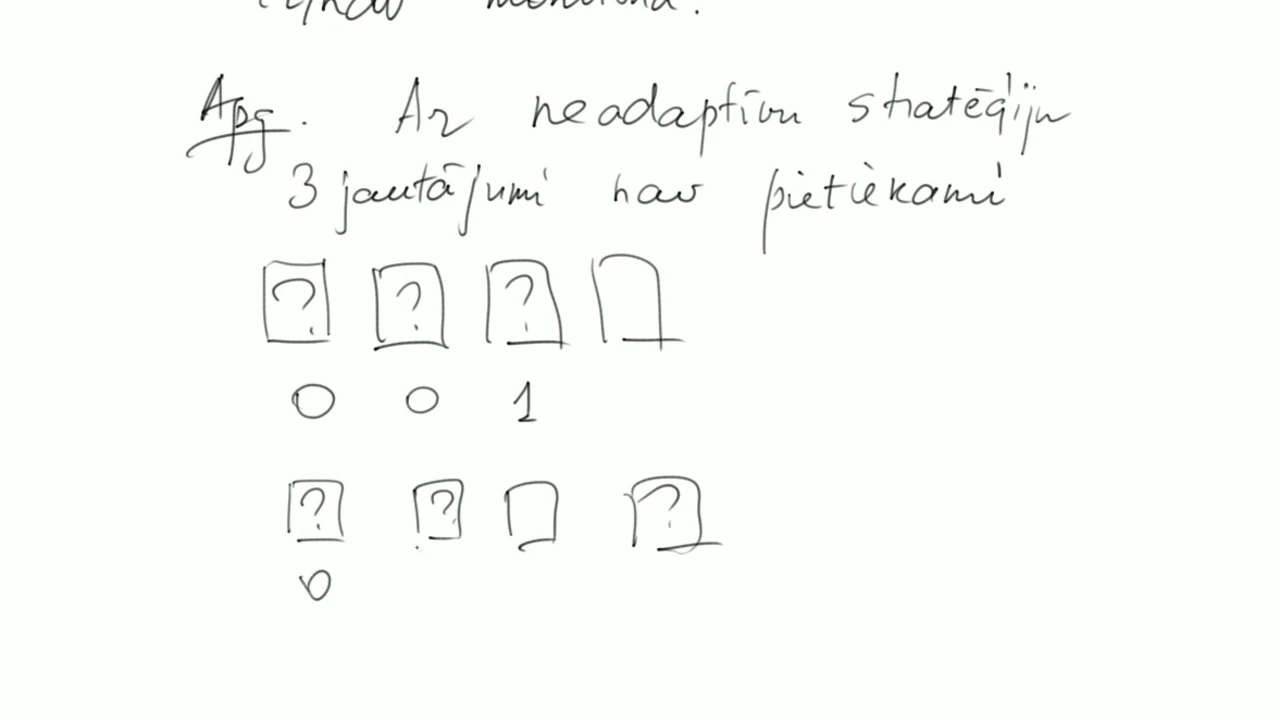 Apg. Ar neadaptīvu stratēģiju
3 jautājumi nav pietiekami
? ? ?
0 0 1
? ? ?
0